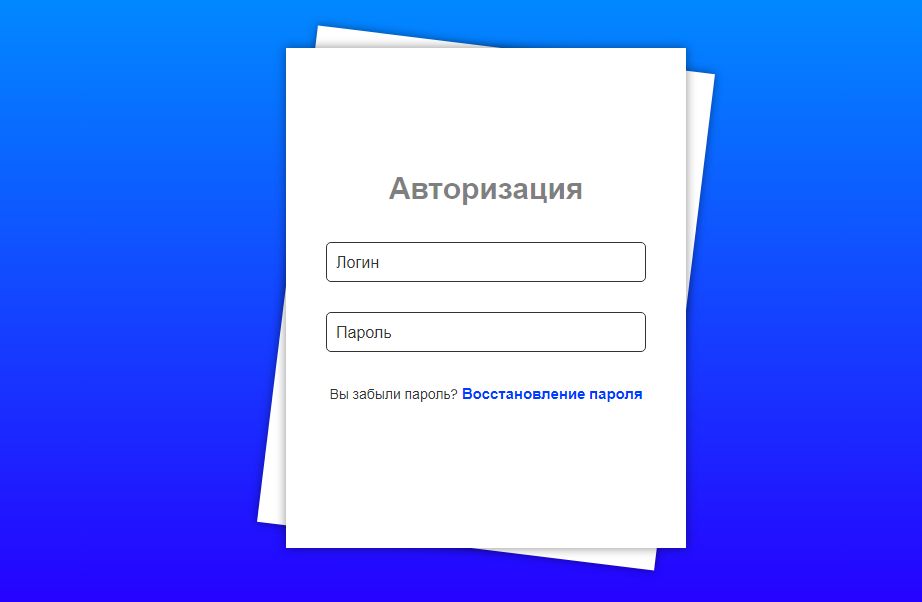 Авторизация
Логин
Пароль
Вы забыли пароль? Восстановление пароля